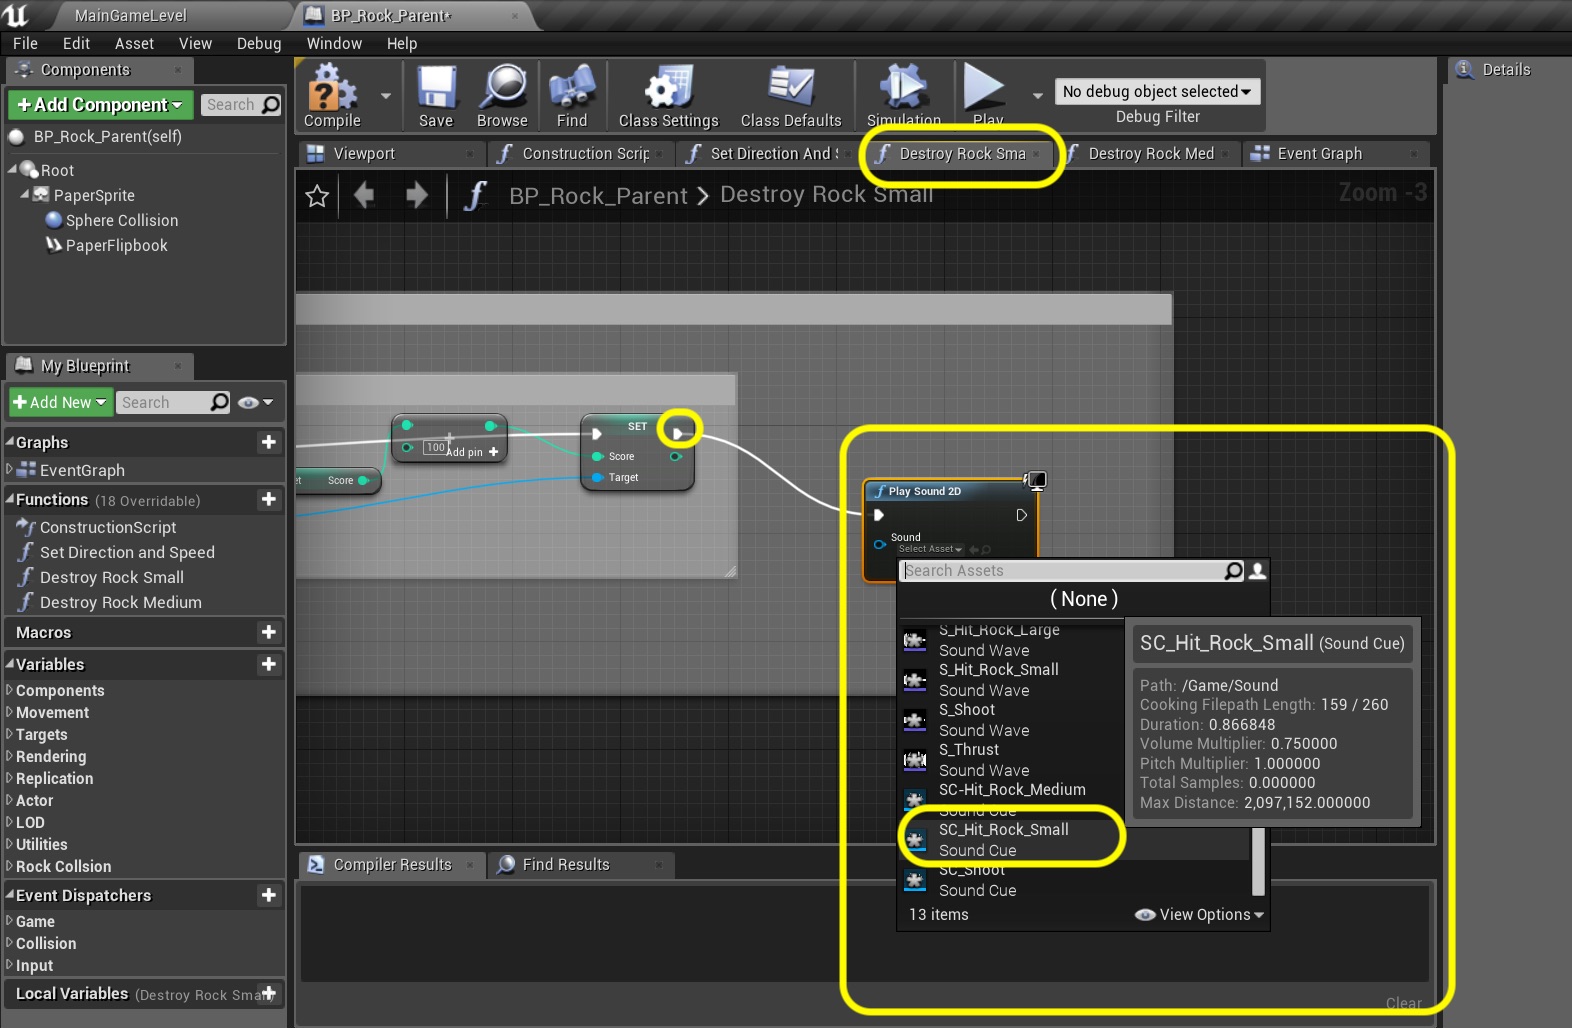 MainGameLevel
BP_Rock_Parent*
File Edit Asset View Debug Window Help
Components
+Add Component
Search
BP_Rock_Parent(self)
Root
PaperSprite
Sphere Collision
PaperFlipbook
My Blueprint
+Add New
Search
Graphs
EventGraph
Functions (18 Overridable)
ConstructionScript
Set Direction and Speed
Destroy Rock Small
Destroy Rock Medium
Macros
Variables
Components
Movement
Targets
Rendering
Replication
Actor
LOD
Utilities
Rock Collsion
Event Dispatchers
Game
Collision
Input
Local Variables (Destroy Rock Smal
Compile
Save
Browse
Find
Class Settings
Class Defaults
Simulation
Play
No debug object selected
Debug Filter
Viewport
Construction Scrip
Set Direction And S
Destroy Rock Sma
Destroy Rock Med
Event Graph
BP_Rock_Parent > Destroy Rock Small
Zoom -3
et Score
100
Add pin +
SET
Score
Target
Play Sound 2D
Sound
Select Asset
Search Assets
( None )
S_Hit_Rock_Large
Sound Wave
S_Hit_Rock_Small
Sound Wave
S_Shoot
Sound Wave
S_Thrust
Sound Wave
SC-Hit_Rock_Medium
Sound Cue
SC_Hit_Rock_Small
Sound Cue
SC_Shoot
Sound Cue
13 items
View Options
SC_Hit_Rock_Small (Sound Cue)
Path: /Game/Sound
Cooking Filepath Length: 159 / 260
Duration: 0.866848
Volume Multiplier: 0.750000
Pitch Multiplier: 1.000000
Total Samples: 0.000000
Max Distance: 2,097,152.000000
Compiler Results
Find Results
Clear
Details